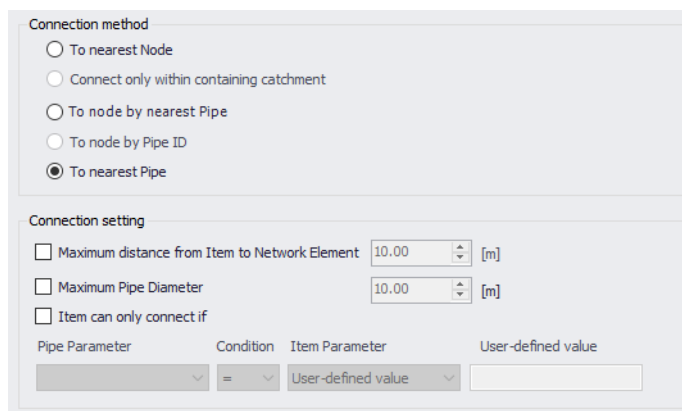 Connection method
To nearest Node
Connect only within containing catchment
To node by nearest Pipe
To node by Pipe ID
To nearest Pipe
Connection setting
Maximum distance from Item to Network Element 10.00 [m]
Maximum Pipe Diameter 10.00 [m]
Item can only connect if
Pipe Parameter Condition Item Parameter User-defined value
= User-defined value